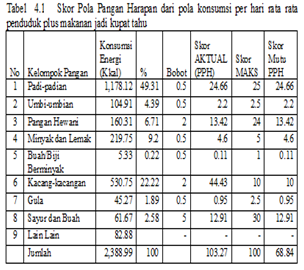 Tabel 4.1 Skor Pola Pangan Harapan dari pola konsumsi per hari rata rata
penduduk plus makanan jadi kupat tahu
No Kelompok Pangan Konsumsi Energi (Kkal) % Bobot Skor AKTUAL (PPH) Skor MAKS Skor Mutu PPH
1 Padi-padian 1,178.12 49.31 0.5 24.66 25 24.66
2 Umbi-umbian 104.91 4.39 0.5 2.2 2.5 2.2
3 Pangan Hewani 160.31 6.71 2 13.42 24 13.42
4 Minyak dan Lemak 219.75 9.2 0.5 4.6 5 4.6
5 Buah/Biji Berminyak 5.33 0.22 0.5 0.11 1 0.11
6 Kacang-kacangan 530.75 22.22 2 44.43 10 10
7 Gula 45.27 1.89 0.5 0.95 2.5 0.95
8 Sayur dan Buah 61.67 2.58 5 12.91 30 12.91
9 Lain Lain 82.88 - - - -
Jumlah 2,388.99 100 103.27 100 68.84